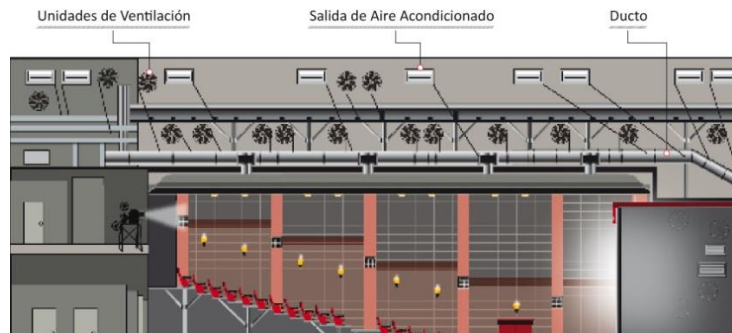 Unidades de Ventilación
Salida de Aire Acondicionado
Ducto